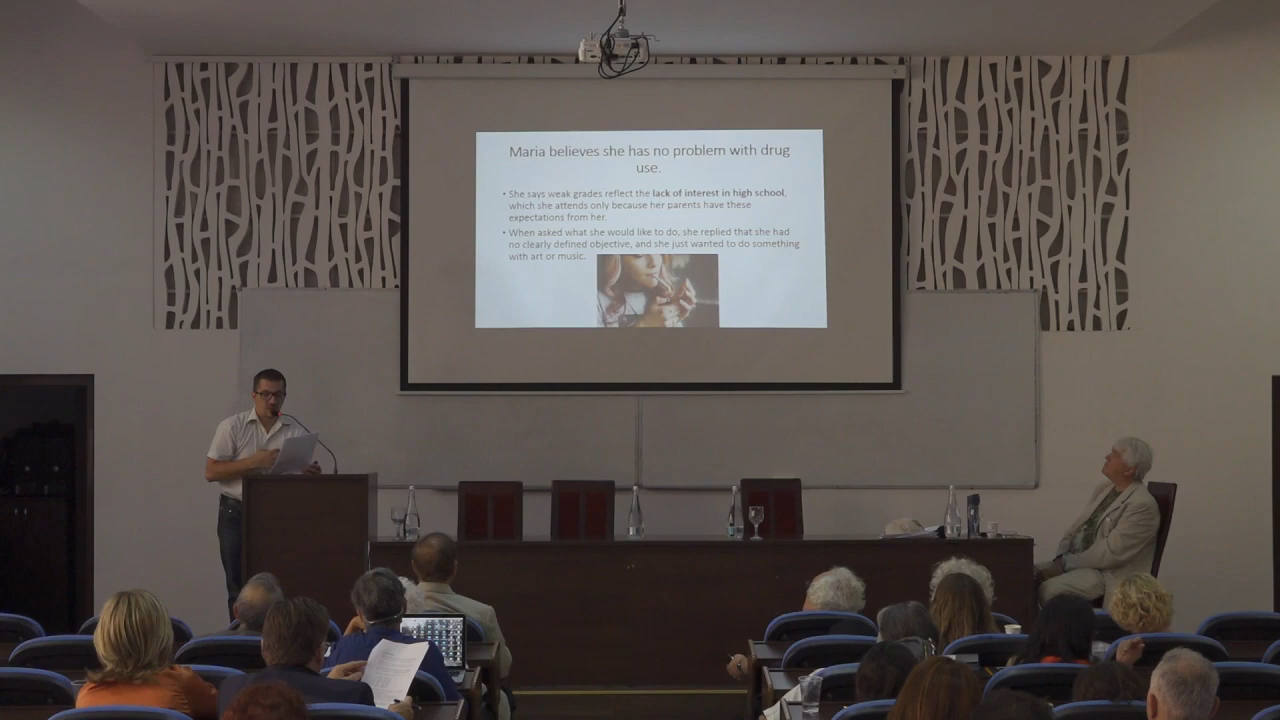 Maria believes she has no problem with drug
use.
• She says weak grades reflect the lack of interest in high school,
which she attends only because her parents have these
expectations from her.
• When asked what she would like to do, she replied that she had
no clearly defined objective, and she just wanted to do something
with art or music.